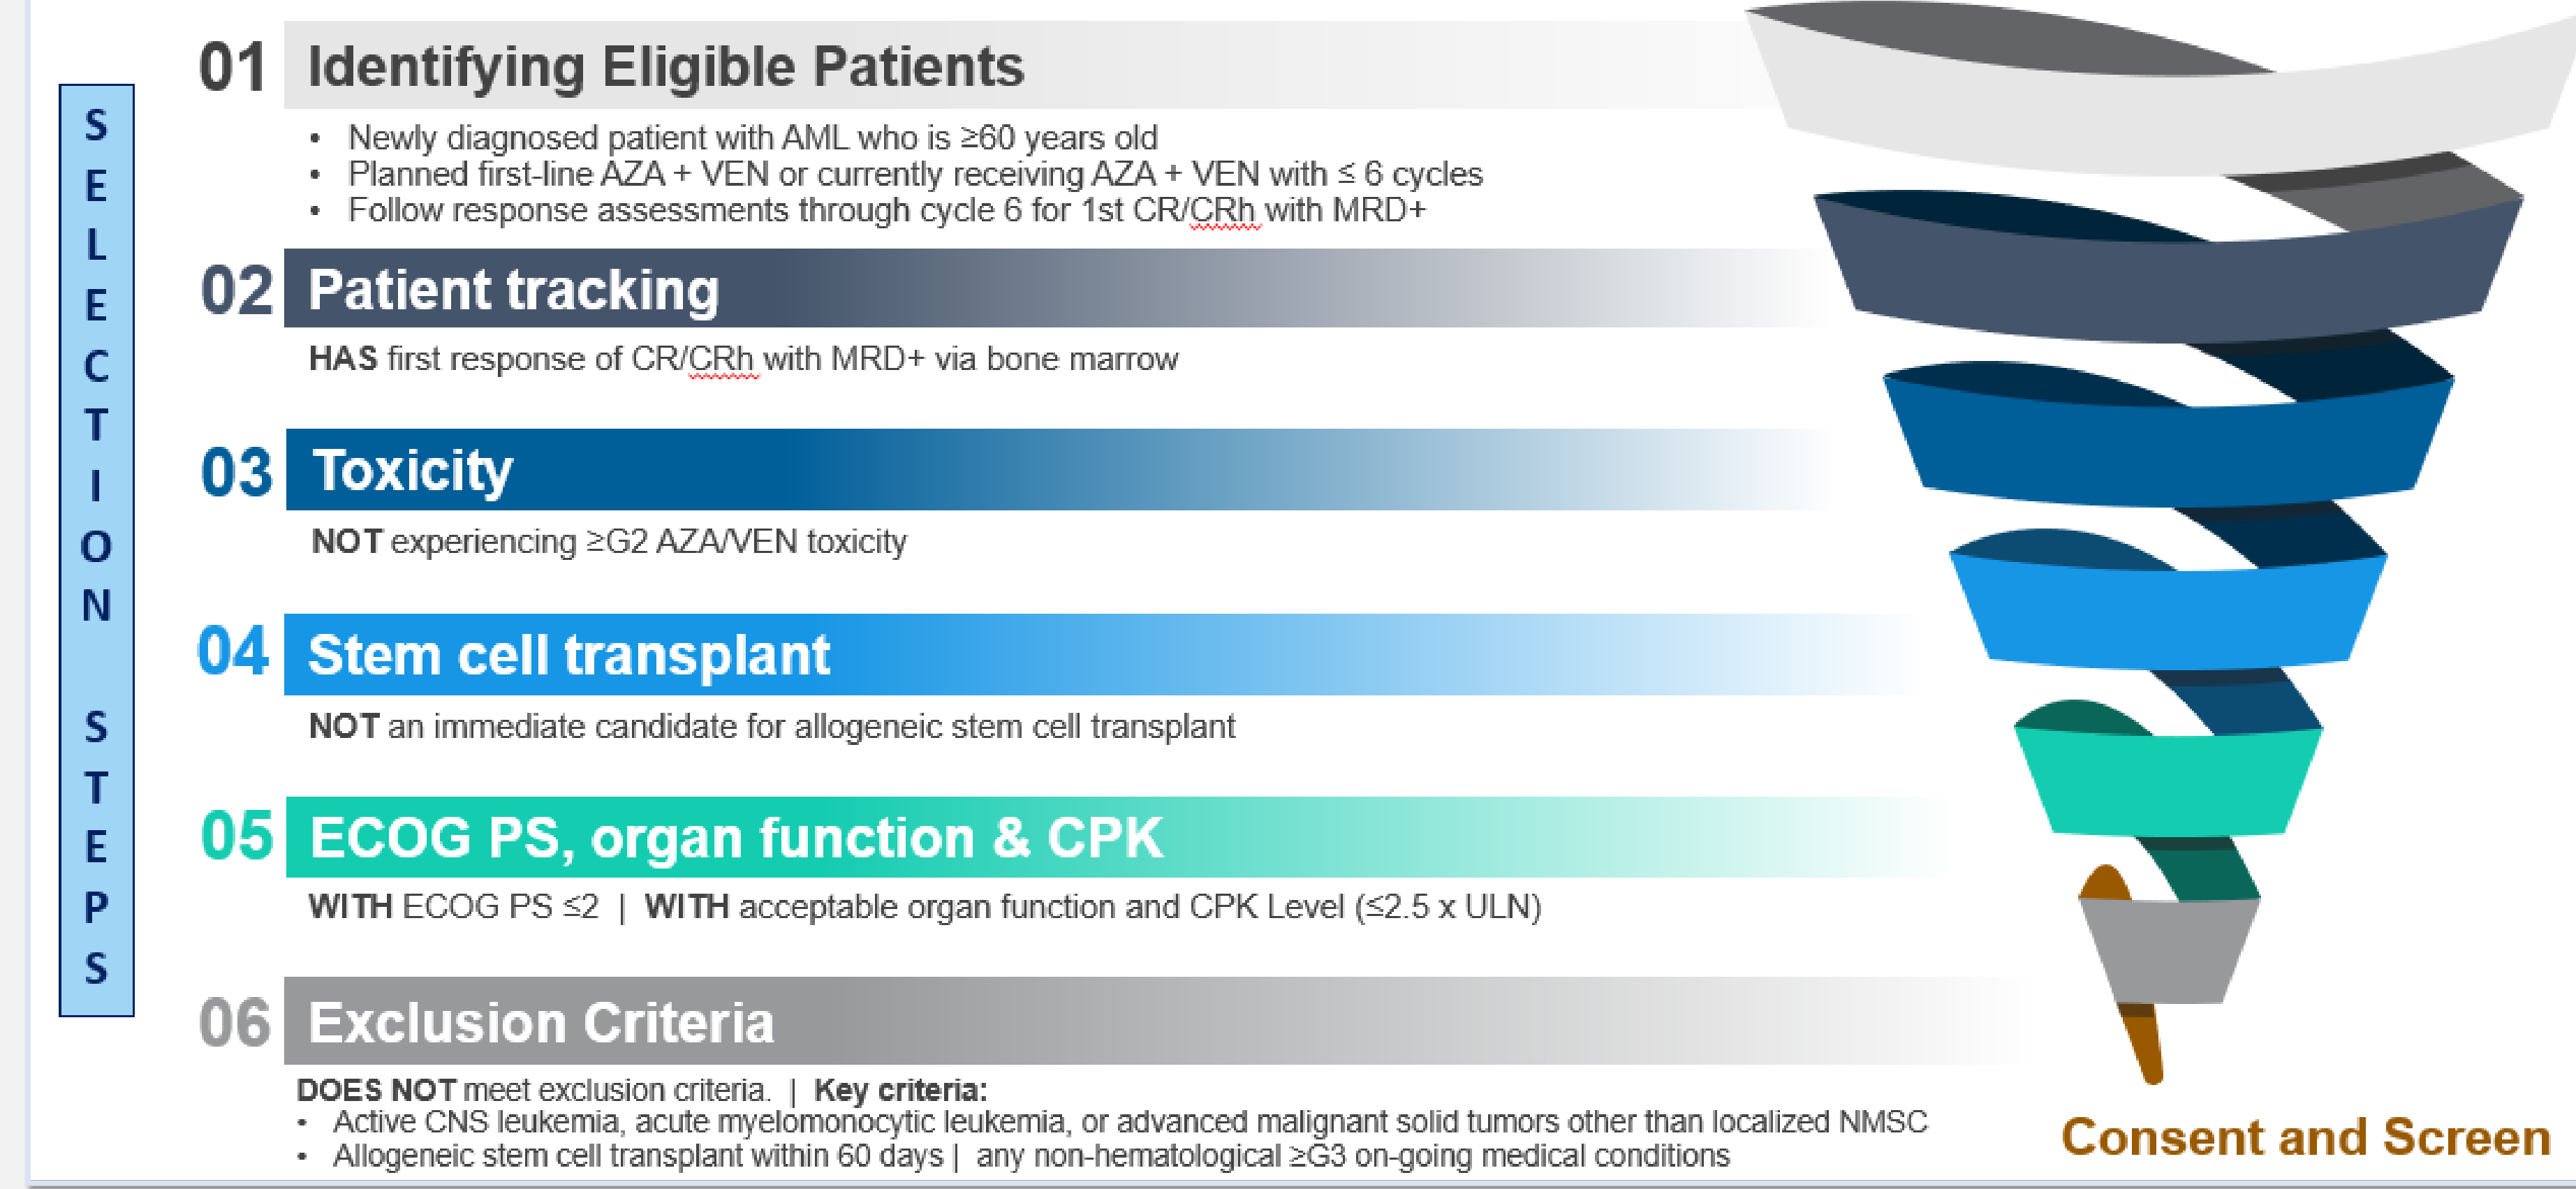 SELECTION STEPS
01 Identifying Eligible Patients
• Newly diagnosed patient with AML who is ≥60 years old
• Planned first-line AZA + VEN or currently receiving AZA + VEN with ≤ 6 cycles
• Follow response assessments through cycle 6 for 1st CR/CRh with MRD+
02 Patient tracking
HAS first response of CR/CRh with MRD+ via bone marrow
03 Toxicity
NOT experiencing ≥G2 AZA/VEN toxicity
04 Stem cell transplant
NOT an immediate candidate for allogeneic stem cell transplant
05 ECOG PS, organ function & CPK
WITH ECOG PS ≤2 | WITH acceptable organ function and CPK Level (≤2.5 x ULN)
06 Exclusion Criteria
DOES NOT meet exclusion criteria. | Key criteria:
• Active CNS leukemia, acute myelomonocytic leukemia, or advanced malignant solid tumors other than localized NMSC
• Allogeneic stem cell transplant within 60 days | any non-hematological ≥G3 on-going medical conditions
Consent and Screen